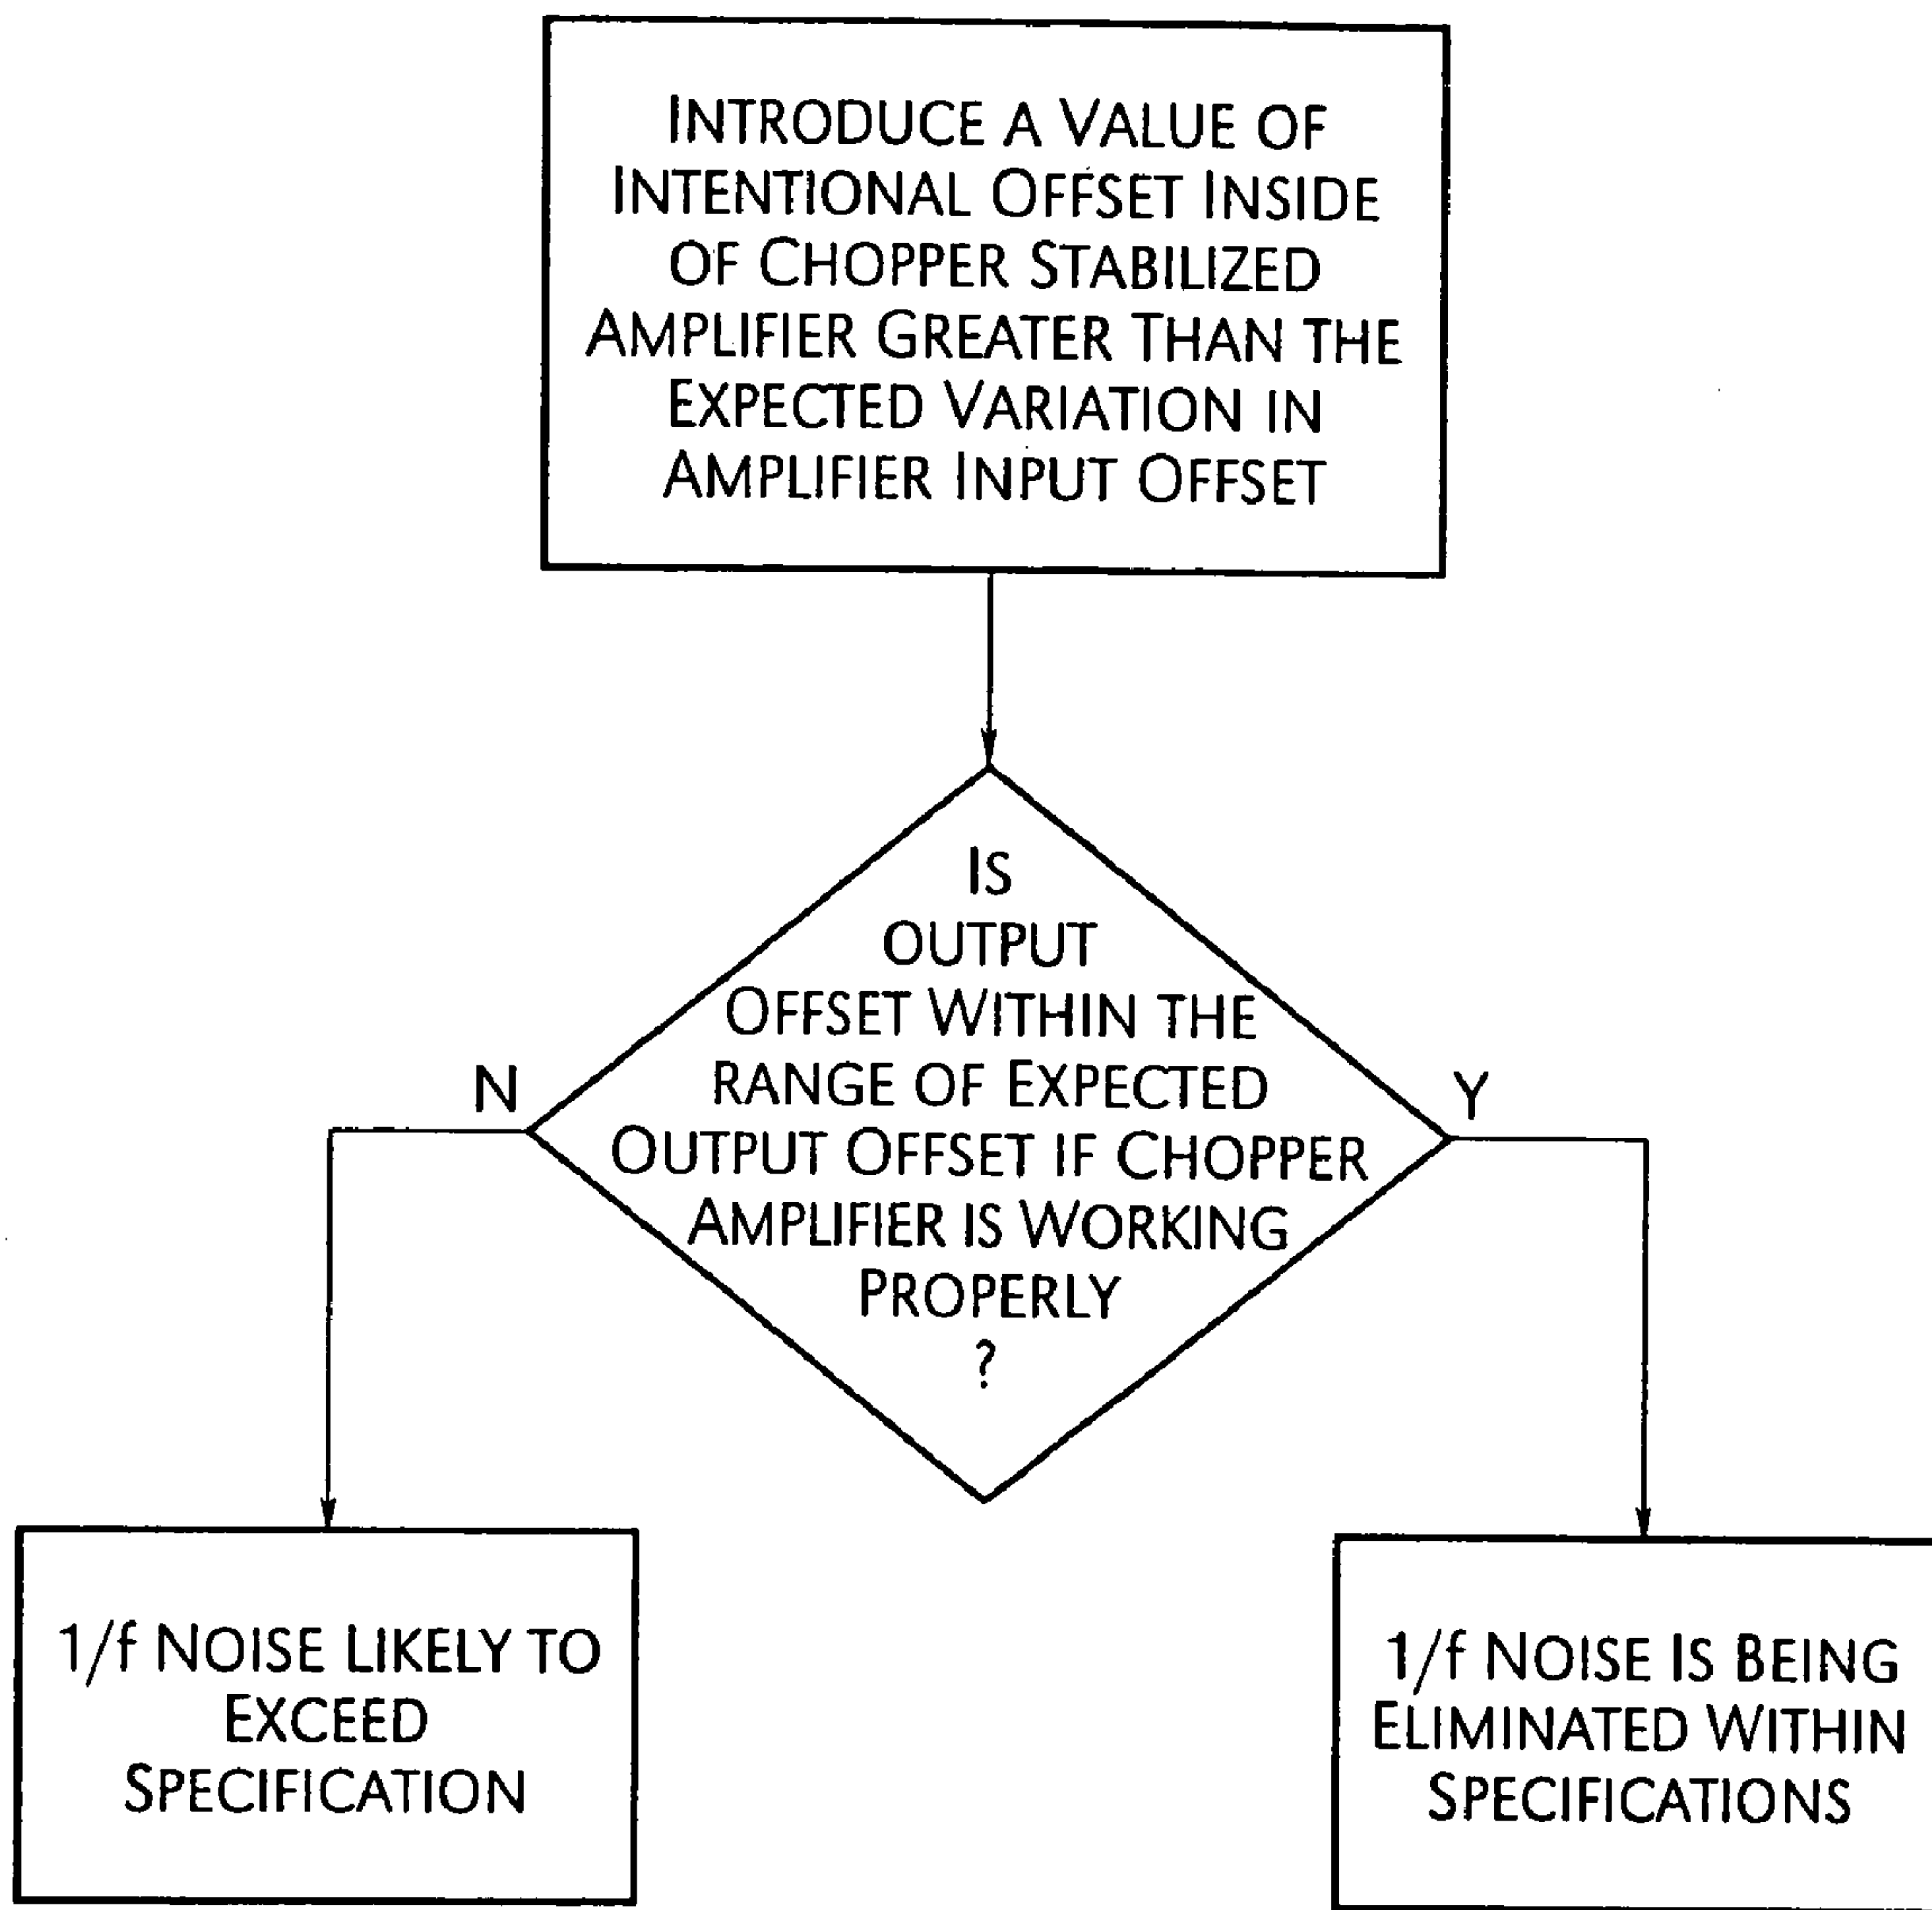 INTRODUCE A VALUE OF
INTENTIONAL OFFSET INSIDE
OF CHOPPER STABILIZED
AMPLIFIER GREATER THAN THE
EXPECTED VARIATION IN
AMPLIFIER INPUT OFFSET
IS
OUTPUT
OFFSET WITHIN THE
RANGE OF EXPECTED
OUTPUT OFFSET IF CHOPPER
AMPLIFIER IS WORKING
PROPERLY
?
N
Y
1/f NOISE LIKELY TO
EXCEED
SPECIFICATION
1/f NOISE IS BEING
ELIMINATED WITHIN
SPECIFICATIONS